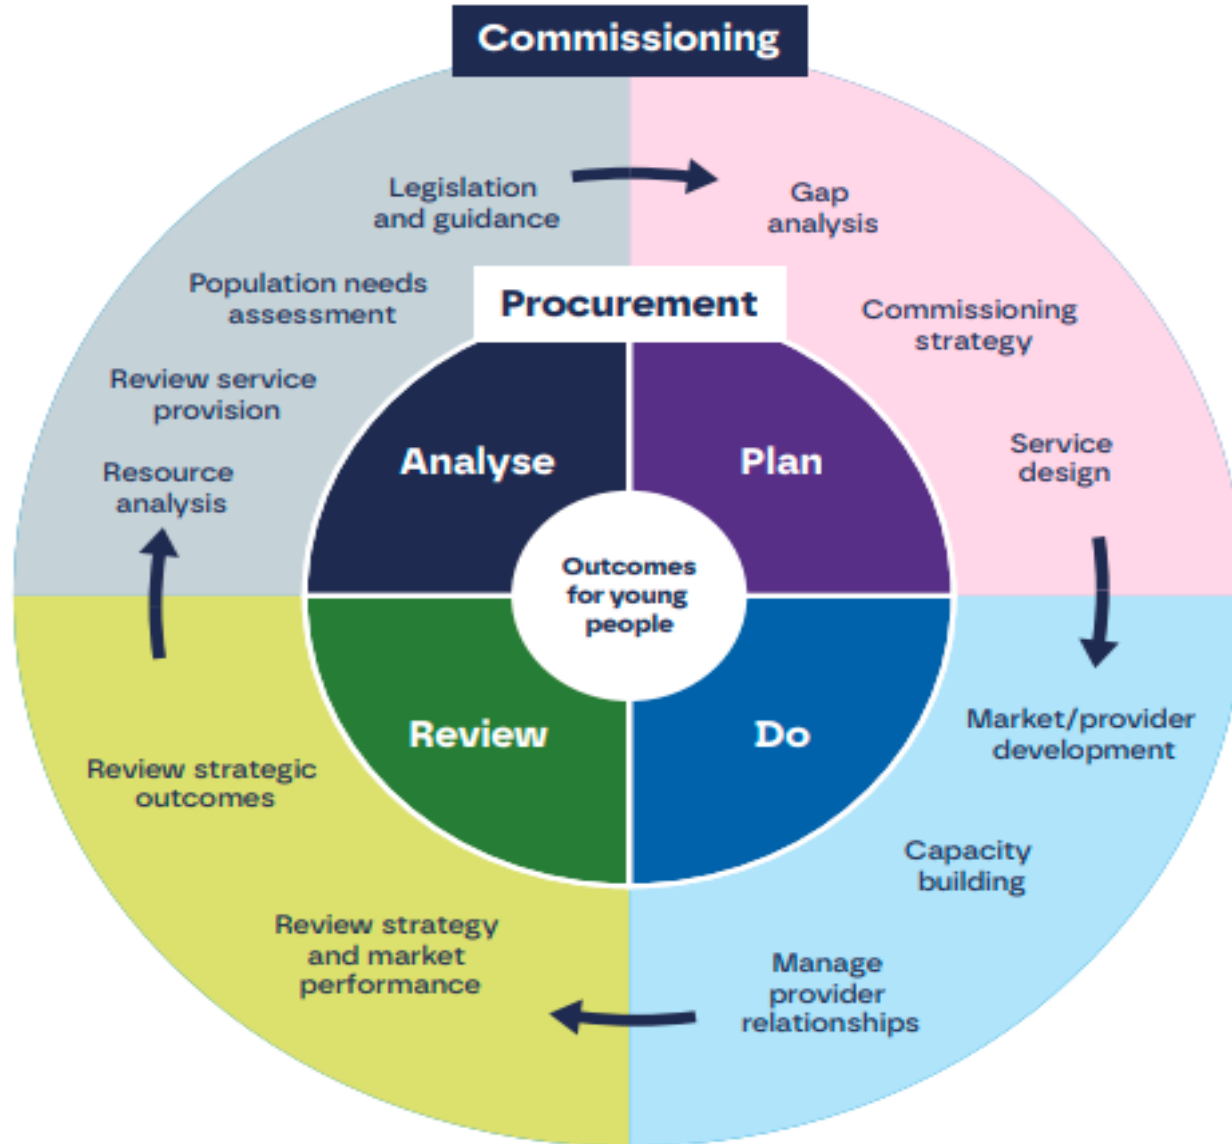 Commissioning
Legislation
and guidance
Gap
analysis
Population needs
assessment
Procurement
Commissioning
strategy
Review service
provision
Analyse
Plan
Service
design
Resource
analysis
Outcomes
for young
people
Review
Do
Market/provider
development
Review strategic
outcomes
Capacity
building
Review strategy
and market
performance
Manage
provider
relationships